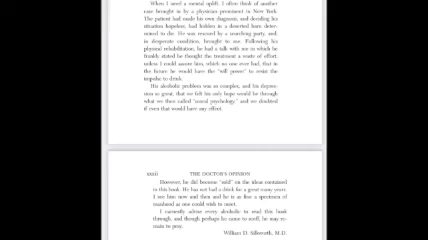 When I need a mental uplift, I often think of another
case brought in by a physician prominent in New York.
The patient had made his own diagnosis, and deciding his
situation hopeless, had hidden in a deserted barn deter-
mined to die. He was rescued by a searching party, and,
in desperate condition, brought to me. Following his
physical rehabilitation, he had a talk with me in which he
frankly stated he thought the treatment a waste of effort,
unless I could assure him, which no one ever had, that in
the future he would have the "will power" to resist the
impulse to drink.
His alcoholic problem was so complex, and his depres-
sion so great, that we felt his only hope would be through
what we then called "moral psychology," and we doubted
if even that would have any effect.
xxxii THE DOCTOR'S OPINION
However, he did become "sold" on the ideas contained
in this book. He has not had a drink for a great many years.
I see him now and then and he is as fine a specimen of
manhood as one could wish to meet.
I earnestly advise every alcoholic to read this book
through, and though perhaps he came to scoff, he may re-
main to pray.
William D. Silkworth, M.D.